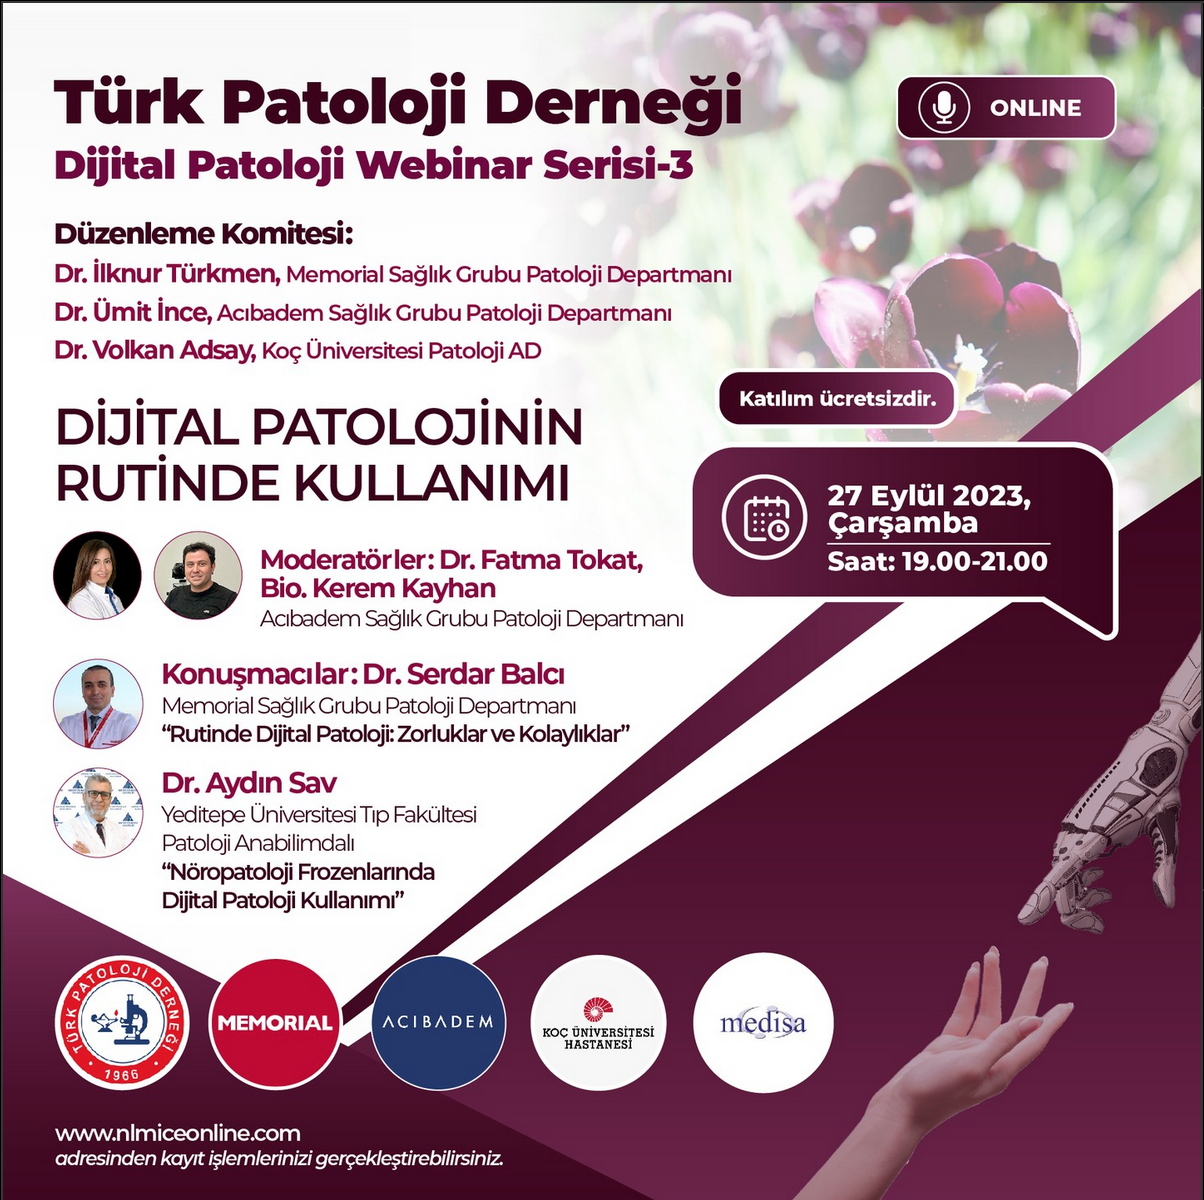 Türk Patoloji Derneği
Dijital Patoloji Webinar Serisi-3
ONLINE
Düzenleme Komitesi:
Dr. İlknur Türkmen, Memorial Sağlık Grubu Patoloji Departmanı
Dr. Ümit İnce, Acıbadem Sağlık Grubu Patoloji Departmanı
Dr. Volkan Adsay, Koç Üniversitesi Patoloji AD
Katılım ücretsizdir.
DİJİTAL PATOLOJİNİN
RUTİNDE KULLANIMI
27 Eylül 2023,
Çarşamba
Saat: 19.00-21.00
Moderatörler: Dr. Fatma Tokat,
Bio. Kerem Kayhan
Acıbadem Sağlık Grubu Patoloji Departmanı
Konuşmacılar: Dr. Serdar Balcı
Memorial Sağlık Grubu Patoloji Departmanı
“Rutinde Dijital Patoloji: Zorluklar ve Kolaylıklar”
Dr. Aydın Sav
Yeditepe Üniversitesi Tıp Fakültesi
Patoloji Anabilimdalı
“Nöropatoloji Frozenlarında
Dijital Patoloji Kullanımı”
TÜRK PATOLOJİ DERNEĞİ
1966
MEMORIAL
ACIBADEM
KOÇ ÜNİVERSİTESİ
HASTANESİ
medisa
www.nlmiceonline.com
adresinden kayıt işlemlerinizi gerçekleştirebilirsiniz.